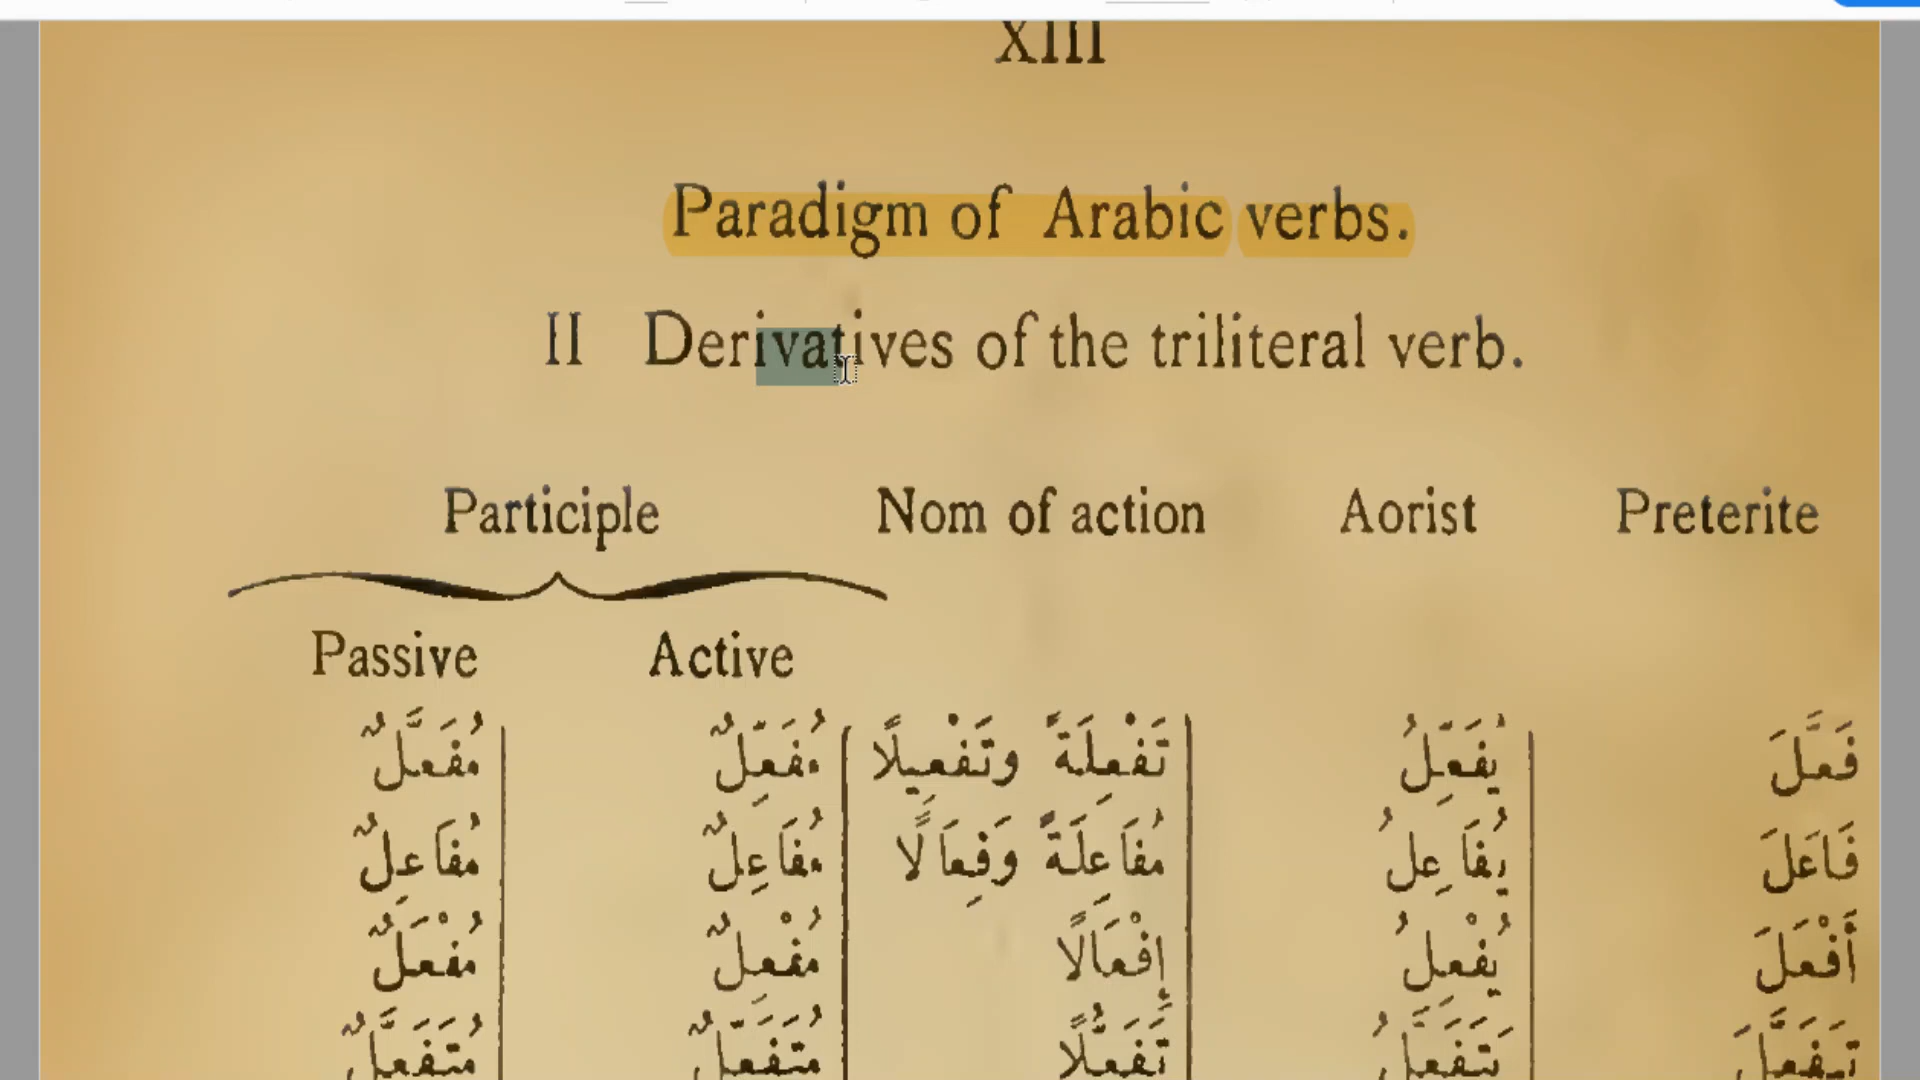 XIII
Paradigm of Arabic verbs.
II Derivatives of the triliteral verb.
Participle Nom of action Aorist Preterite
Passive Active
فَعَّلَ يُفَعِّلُ تَفْعِلَةً وتَفْعِيلًا مُفَعِّلٌ مُفَعَّلٌ
فَاعَلَ يُفَاعِلُ مُفَاعِلَةً وَفِعَالًا مُفَاعِلٌ مُفَاعِلٌ
أَفْعَلَ يُفْعِلُ إِفْعَالًا مُفْعِلٌ مُفْعَلٌ
تَفَعَّلَ يَتَفَعَّلُ تَفَعُّلًا مُتَفَعِّلٌ مُتَفَعَّلٌ